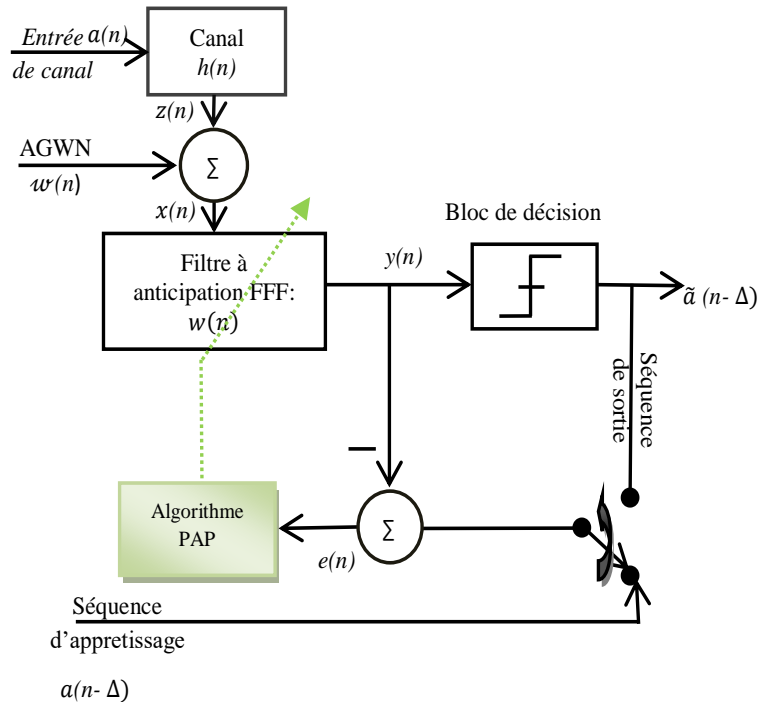 Entrée a(n)
de canal
Canal
h(n)
z(n)
AGWN
w(n)
Σ
x(n)
Filtre à
anticipation FFF:
w(n)
y(n)
Bloc de décision
ã (n- Δ)
Séquence
de sortie
Algorithme
PAP
e(n)
Σ
Séquence
d’appretissage
a(n- Δ)